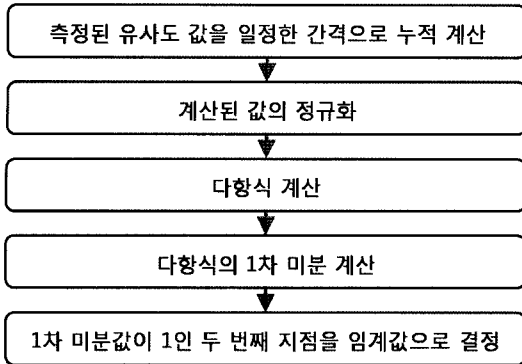 측정된 유사도 값을 일정한 간격으로 누적 계산
계산된 값의 정규화
다항식 계산
다항식의 1차 미분 계산
1차 미분값이 1인 두 번째 지점을 임계값으로 결정